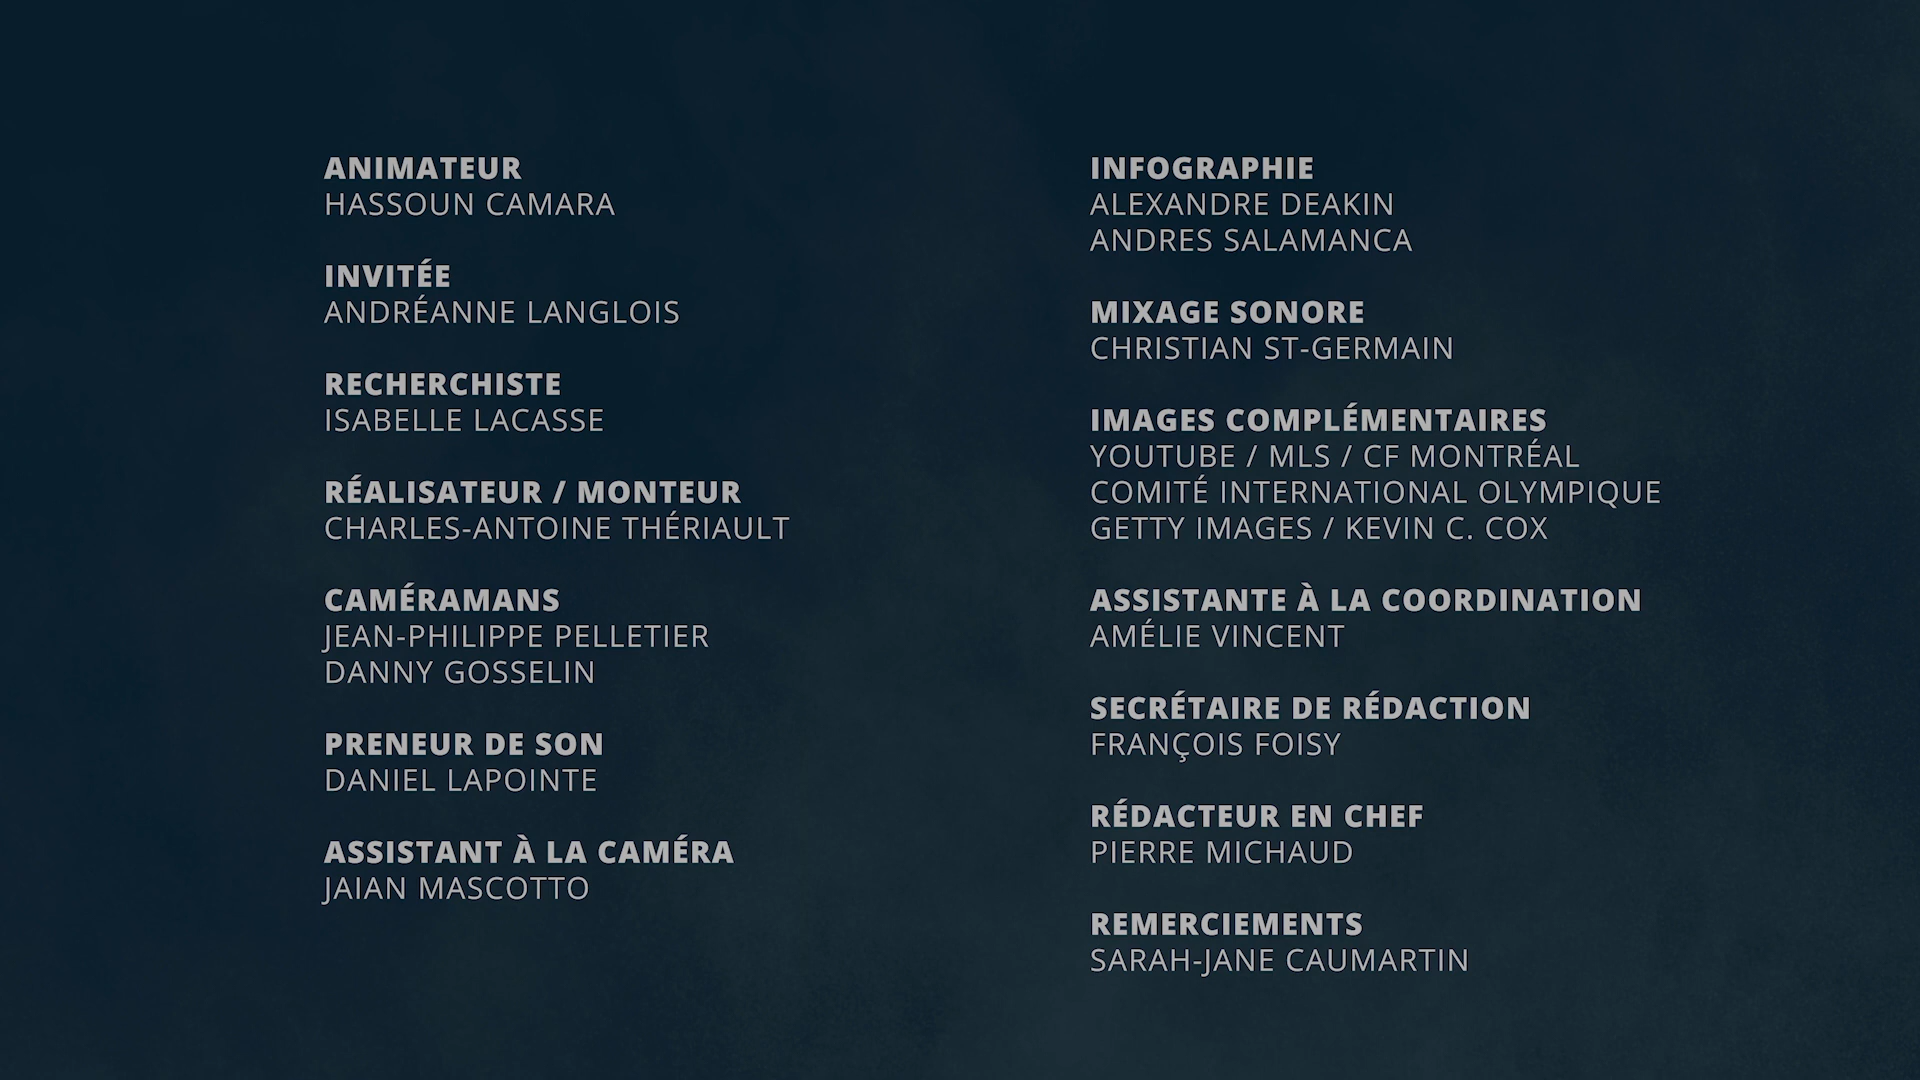 ANIMATEUR
HASSOUN CAMARA
INVITÉE
ANDRÉANNE LANGLOIS
RECHERCHISTE
ISABELLE LACASSE
RÉALISATEUR / MONTEUR
CHARLES-ANTOINE THÉRIAULT
CAMÉRAMANS
JEAN-PHILIPPE PELLETIER
DANNY GOSSELIN
PRENEUR DE SON
DANIEL LAPOINTE
ASSISTANT À LA CAMÉRA
JAIAN MASCOTTO
INFOGRAPHIE
ALEXANDRE DEAKIN
ANDRES SALAMANCA
MIXAGE SONORE
CHRISTIAN ST-GERMAIN
IMAGES COMPLÉMENTAIRES
YOUTUBE / MLS / CF MONTRÉAL
COMITÉ INTERNATIONAL OLYMPIQUE
GETTY IMAGES / KEVIN C. COX
ASSISTANTE À LA COORDINATION
AMÉLIE VINCENT
SECRÉTAIRE DE RÉDACTION
FRANÇOIS FOISY
RÉDACTEUR EN CHEF
PIERRE MICHAUD
REMERCIEMENTS
SARAH-JANE CAUMARTIN